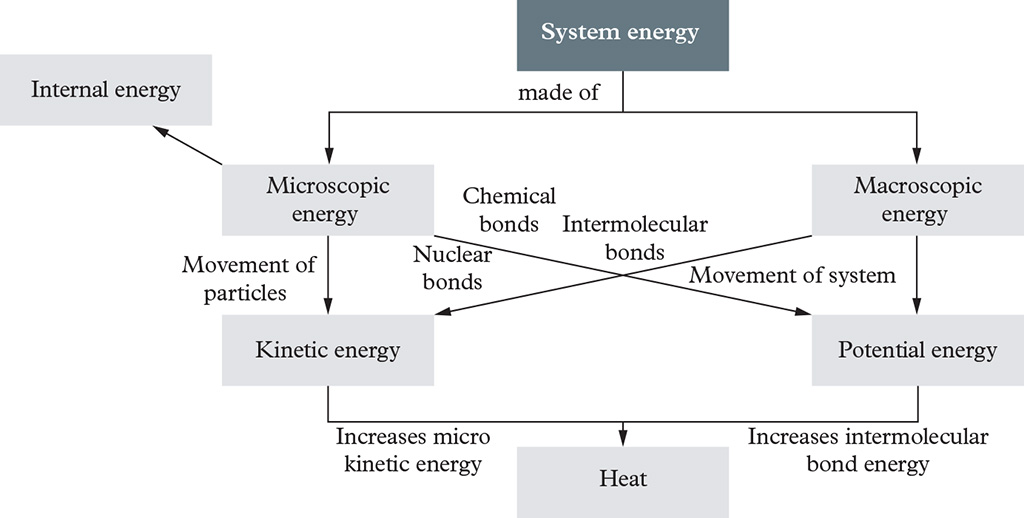 System energy
made of
Internal energy
Microscopic
energy
Macroscopic
energy
Chemical
bonds
Intermolecular
bonds
Nuclear
bonds
Movement of
particles
Movement of system
Kinetic energy
Potential energy
Increases micro
kinetic energy
Increases intermolecular
bond energy
Heat